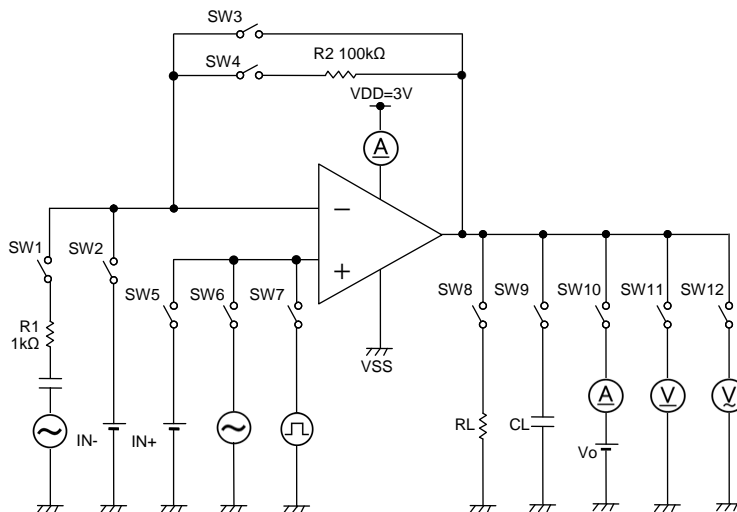 SW3
SW4
R2 100kΩ
VDD=3V
A
SW1
SW2
SW5
SW6
SW7
SW8
SW9
SW10
SW11
SW12
R1
1kΩ
VSS
IN-
IN+
RL
CL
A
V
V
Vo